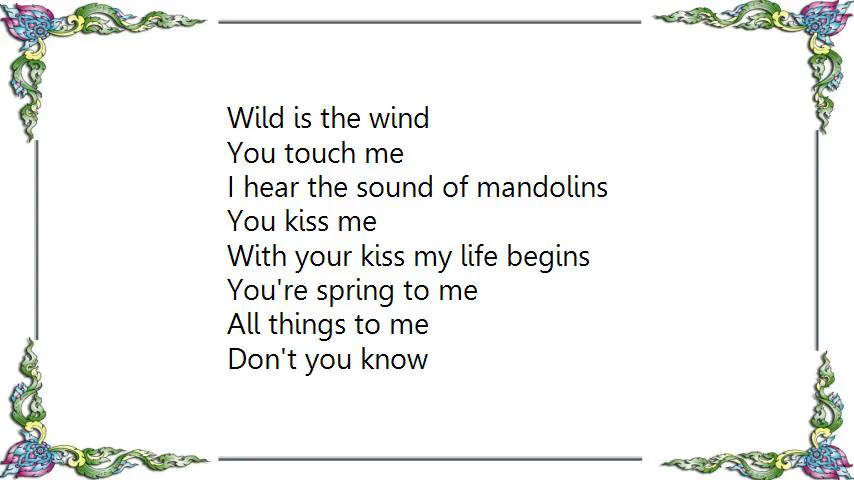 Wild is the wind
You touch me
I hear the sound of mandolins
You kiss me
With your kiss my life begins
You're spring to me
All things to me
Don't you know